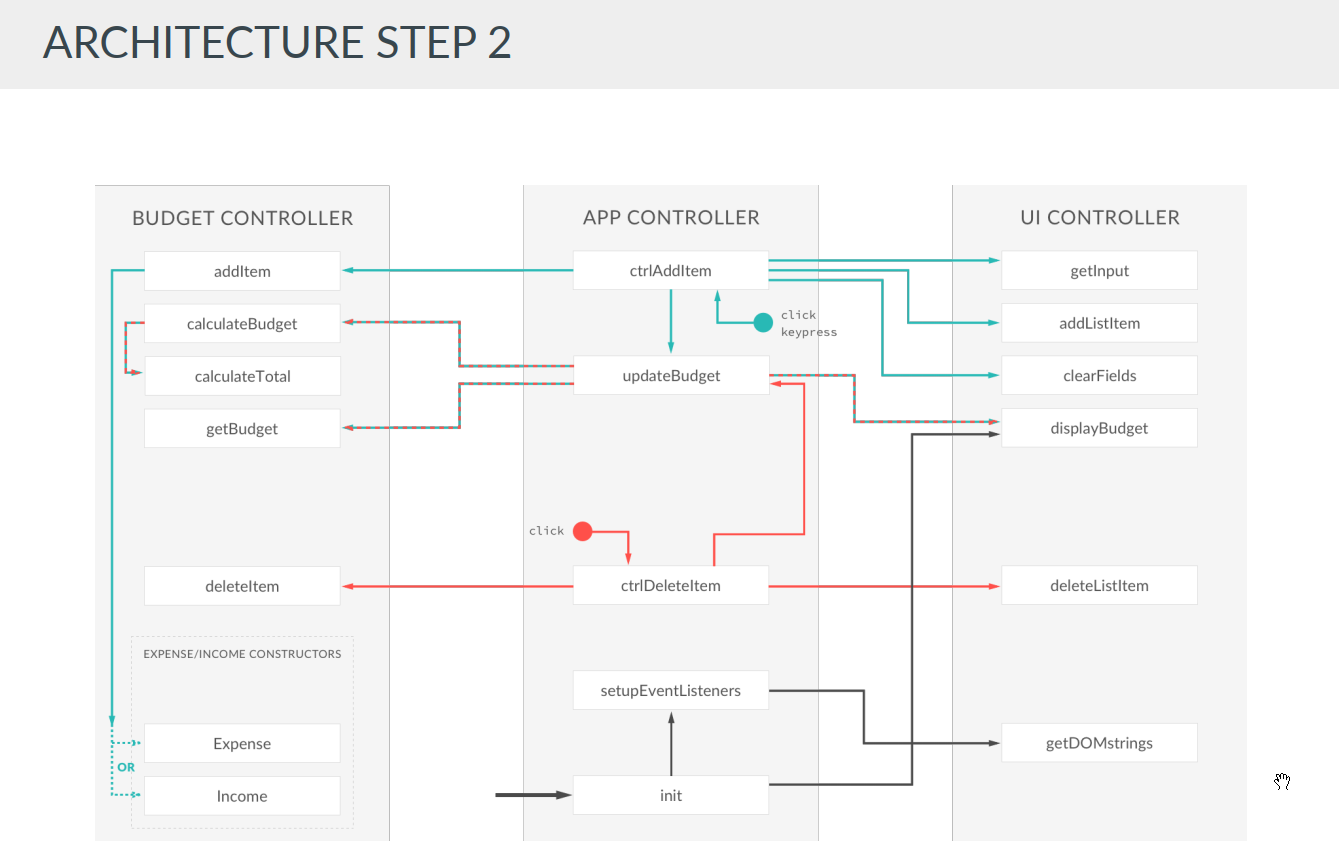 ARCHITECTURE STEP 2
BUDGET CONTROLLER
addItem
calculateBudget
calculateTotal
getBudget
deleteItem
EXPENSE/INCOME CONSTRUCTORS
Expense
OR
Income
APP CONTROLLER
ctrlAddItem
click
keypress
updateBudget
click
ctrlDeleteItem
setupEventListeners
init
UI CONTROLLER
getInput
addListItem
clearFields
displayBudget
deleteListItem
getDOMstrings